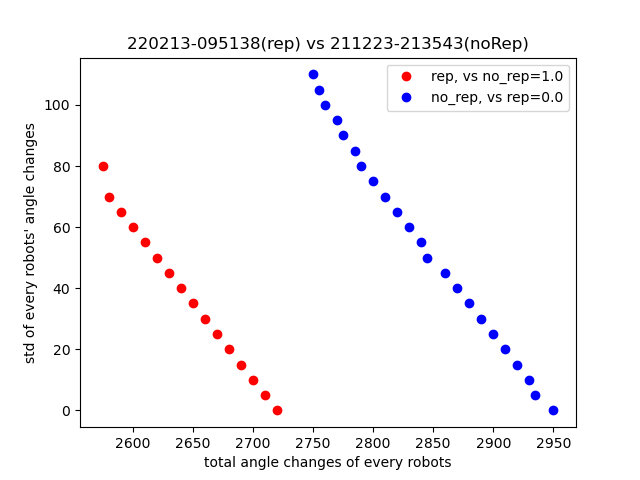 220213-095138(rep) vs 211223-213543(noRep)
rep, vs no_rep=1.0
no_rep, vs rep=0.0
std of every robots' angle changes
100
80
60
40
20
0
2600 2650 2700 2750 2800 2850 2900 2950
total angle changes of every robots